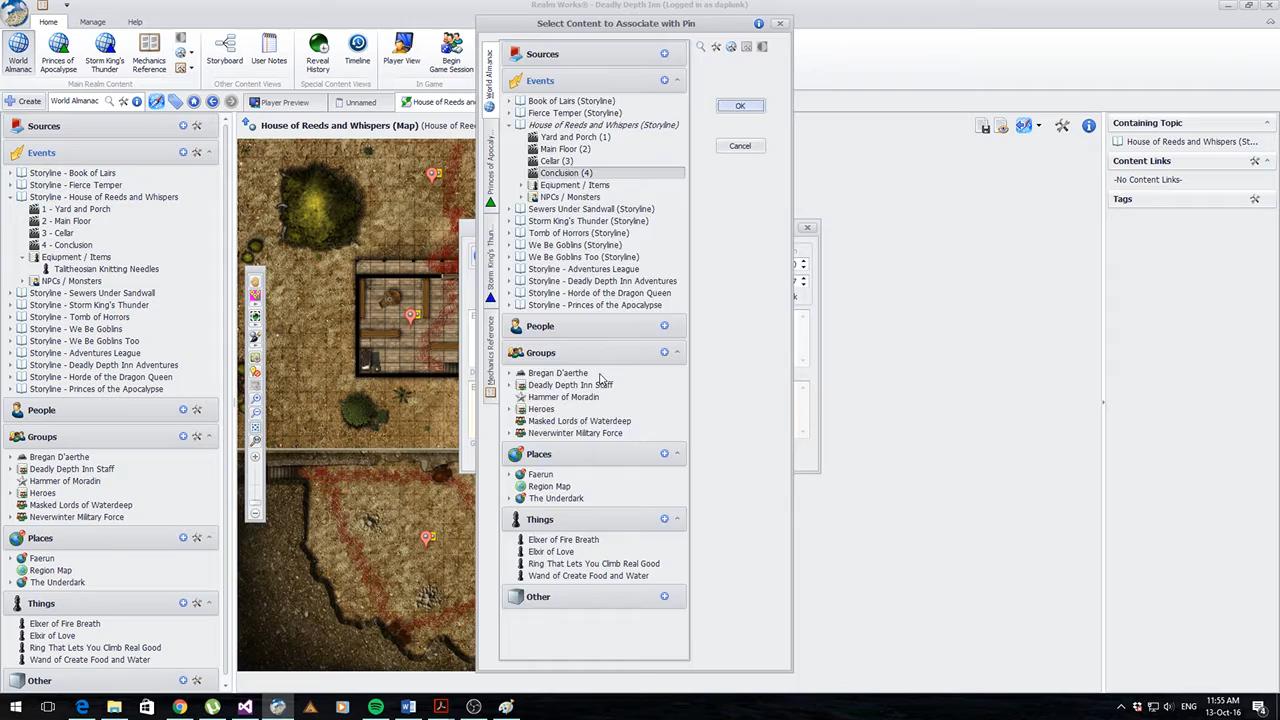 Realm Works® - Deadly Depth Inn (Logged in as daplunk)
Home
Manage
Help
World Almanac
Princes of Apocalypse
Storm King's Thunder
Mechanics Reference
Main Realm Content
Storyboard
User Notes
Other Content Views
Reveal History
Timeline
Special Content Views
Player View
Begin Game Session
In Game
Create
World Almanac
Player Preview
Unnamed
House of Reeds and
Sources
Events
Storyline - Book of Lairs
Storyline - Fierce Temper
Storyline - House of Reeds and Whispers
1 - Yard and Porch
2 - Main Floor
3 - Cellar
4 - Conclusion
Equipment / Items
Talitheosian Knitting Needles
NPCs / Monsters
Storyline - Sewers Under Sandwall
Storyline - Storm King's Thunder
Storyline - Tomb of Horrors
Storyline - We Be Goblins
Storyline - We Be Goblins Too
Storyline - Adventures League
Storyline - Deadly Depth Inn Adventures
Storyline - Horde of the Dragon Queen
Storyline - Princes of the Apocalypse
People
Groups
Bregan D'aerthe
Deadly Depth Inn Staff
Hammer of Moradin
Heroes
Masked Lords of Waterdeep
Neverwinter Military Force
Places
Faerun
Region Map
The Underdark
Things
Elixer of Fire Breath
Elixir of Love
Ring That Lets You Climb Real Good
Wand of Create Food and Water
Other
House of Reeds and Whispers (Map) (House of Ree
Select Content to Associate with Pin
World Almanac
Princes of Apocaly...
Storm King's Thun...
Mechanics Reference
Sources
Events
Book of Lairs (Storyline)
Fierce Temper (Storyline)
House of Reeds and Whispers (Storyline)
Yard and Porch (1)
Main Floor (2)
Cellar (3)
Conclusion (4)
Equipment / Items
NPCs / Monsters
Sewers Under Sandwall (Storyline)
Storm King's Thunder (Storyline)
Tomb of Horrors (Storyline)
We Be Goblins (Storyline)
We Be Goblins Too (Storyline)
Storyline - Adventures League
Storyline - Deadly Depth Inn Adventures
Storyline - Horde of the Dragon Queen
Storyline - Princes of the Apocalypse
People
Groups
Bregan D'aerthe
Deadly Depth Inn Staff
Hammer of Moradin
Heroes
Masked Lords of Waterdeep
Neverwinter Military Force
Places
Faerun
Region Map
The Underdark
Things
Elixer of Fire Breath
Elixir of Love
Ring That Lets You Climb Real Good
Wand of Create Food and Water
Other
OK
Cancel
Containing Topic
House of Reeds and Whispers (St...
Content Links
-No Content Links-
Tags
11:55 AM
13-Oct-16